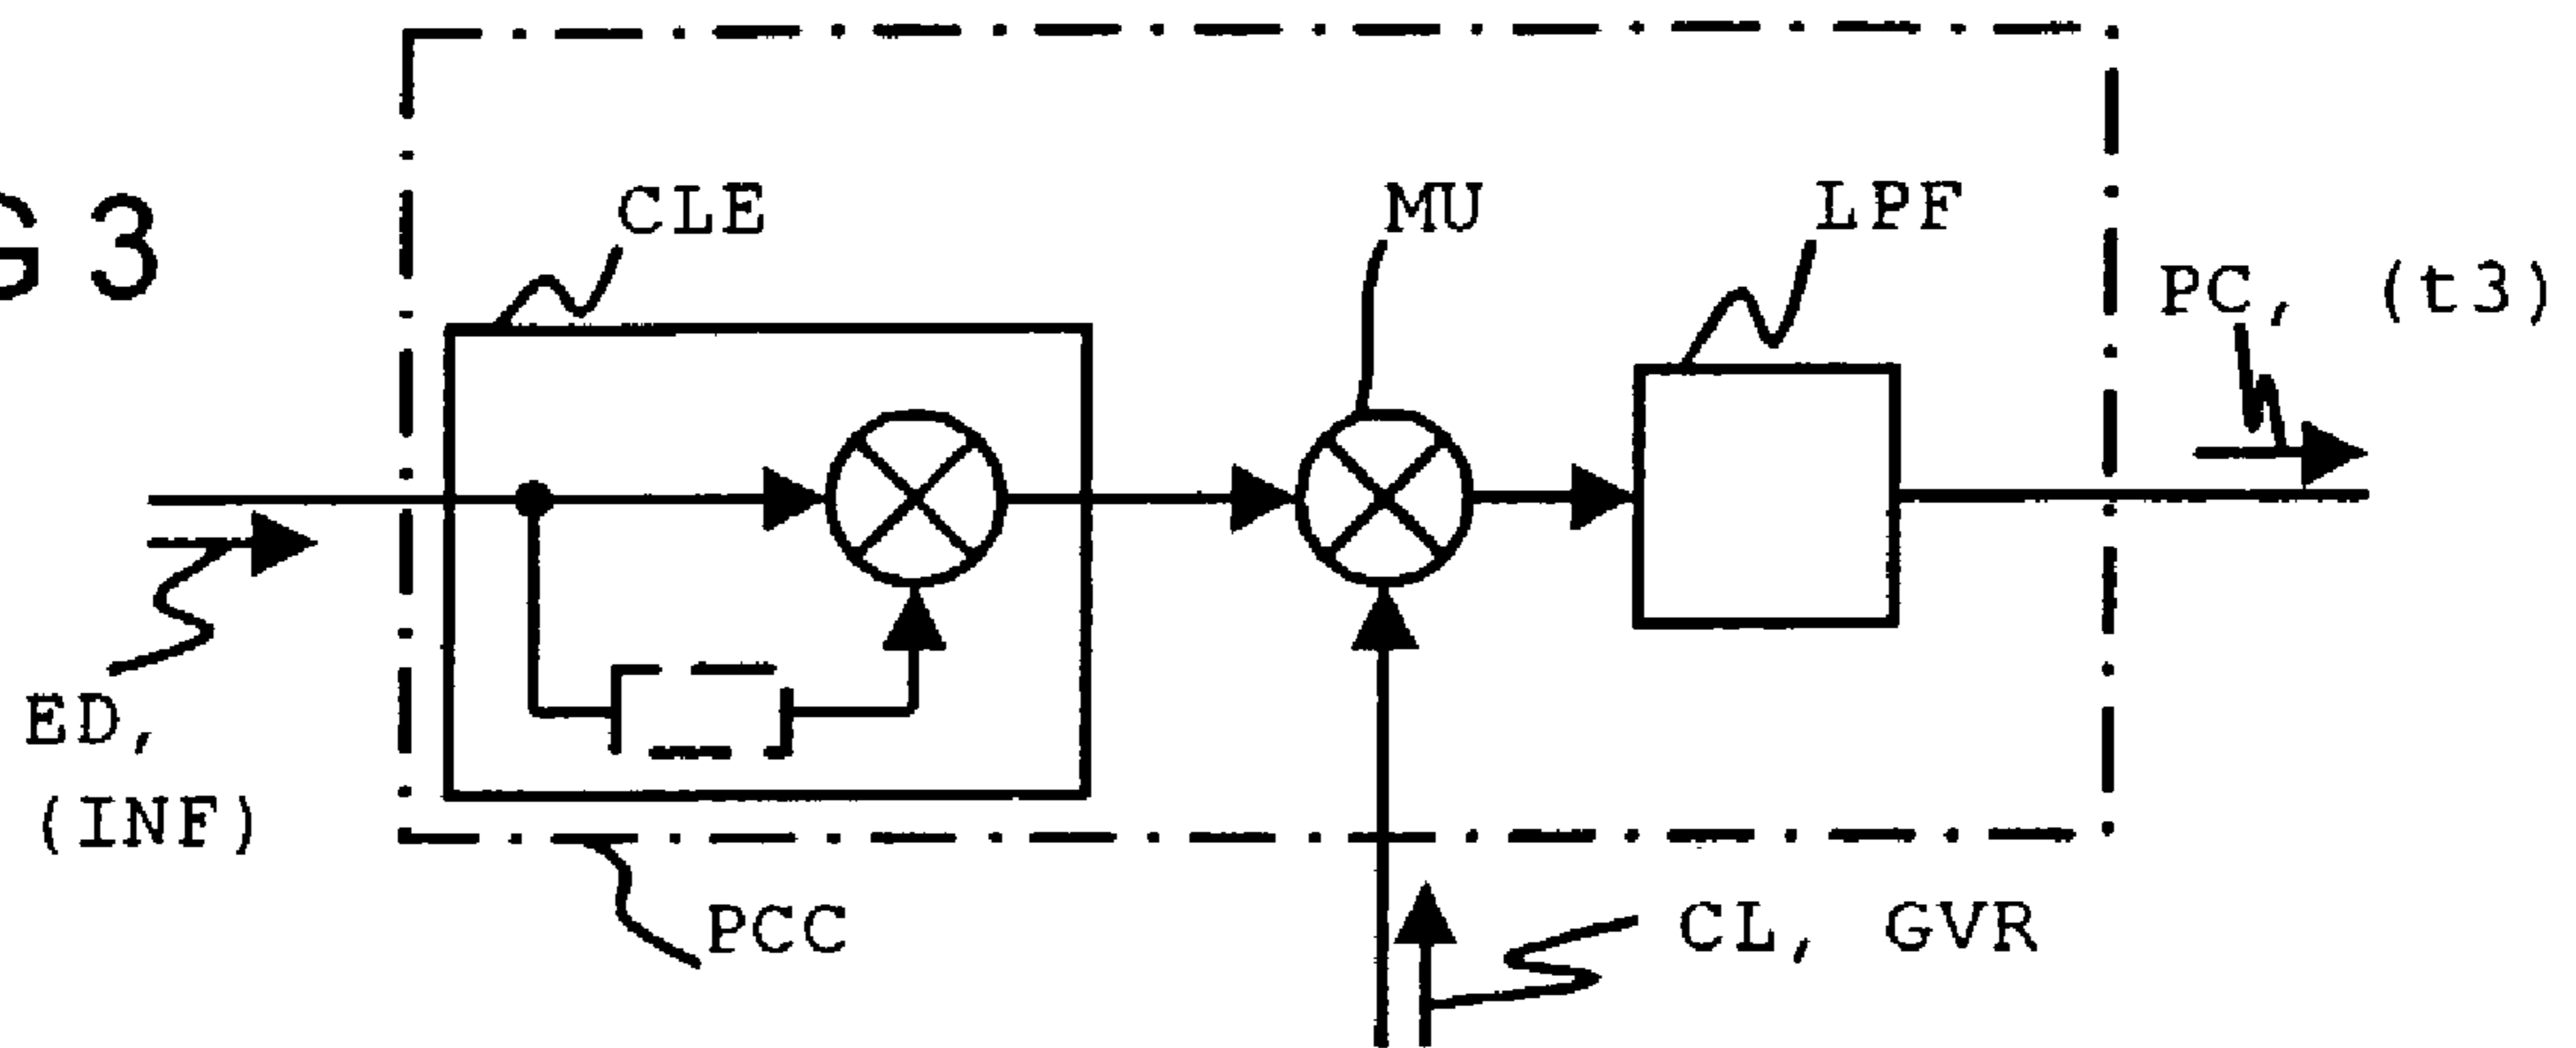 G 3
CLE
MU
LPF
PC, (t3)
ED,
(INF)
PCC
CL, GVR